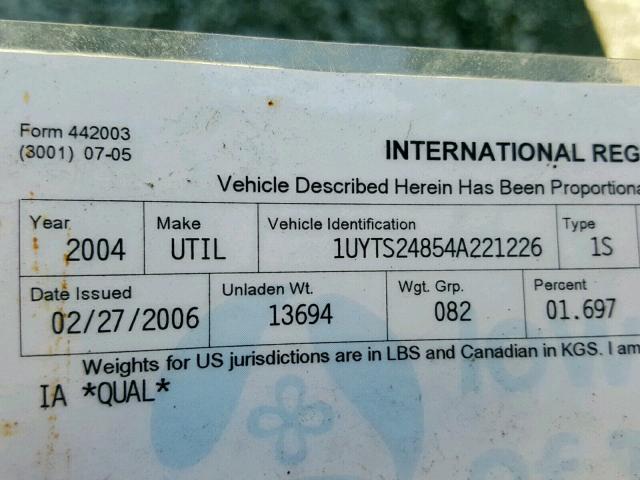 Form 442003
(3001) 07-05
INTERNATIONAL REG
Vehicle Described Herein Has Been Proportiona
Year Make Vehicle Identification Type
2004 UTIL 1UYTS24854A221226 1S
Date Issued Unladen Wt. Wgt. Grp. Percent
02/27/2006 13694 082 01.697
Weights for US jurisdictions are in LBS and Canadian in KGS. I am
IA *QUAL*
Iow
of T